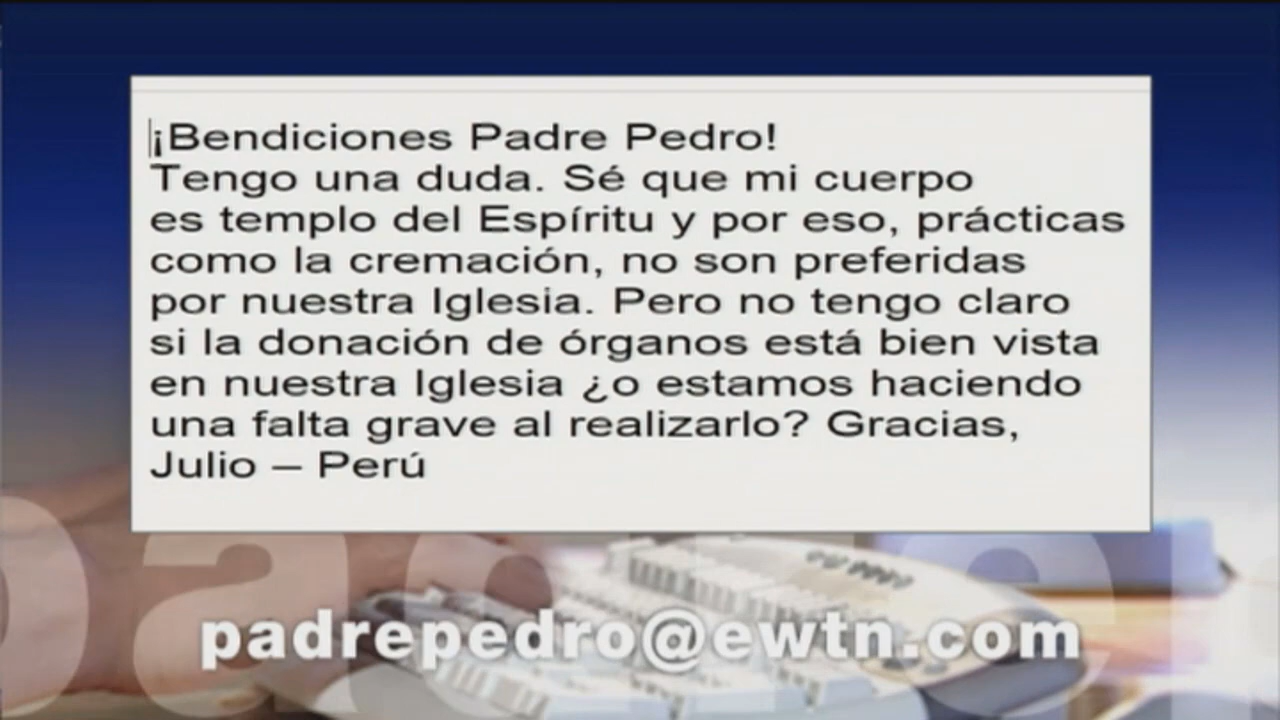 ¡Bendiciones Padre Pedro!
Tengo una duda. Sé que mi cuerpo
es templo del Espíritu y por eso, prácticas
como la cremación, no son preferidas
por nuestra Iglesia. Pero no tengo claro
si la donación de órganos está bien vista
en nuestra Iglesia ¿o estamos haciendo
una falta grave al realizarlo? Gracias,
Julio – Perú
padrepedro@ewtn.com